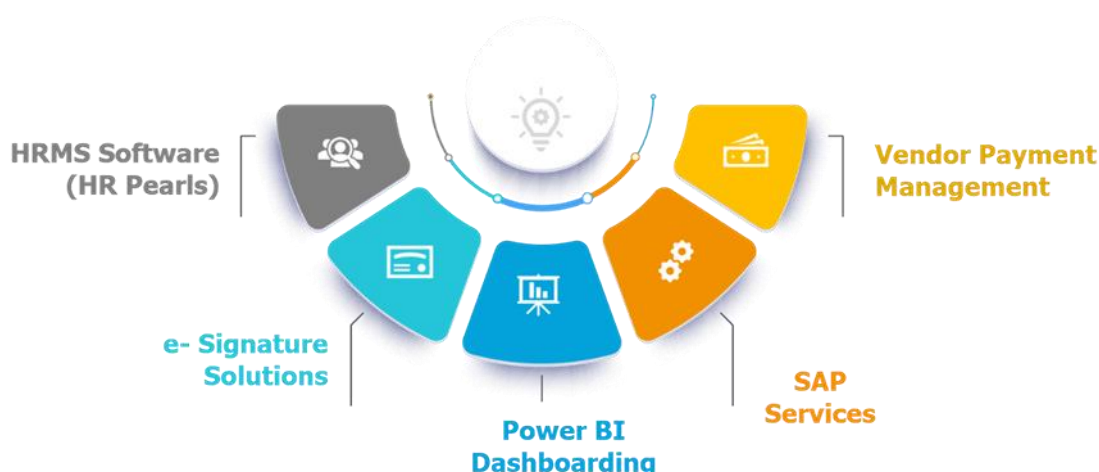 HRMS Software
(HR Pearls)
e- Signature
Solutions
Power BI
Dashboarding
SAP
Services
Vendor Payment
Management